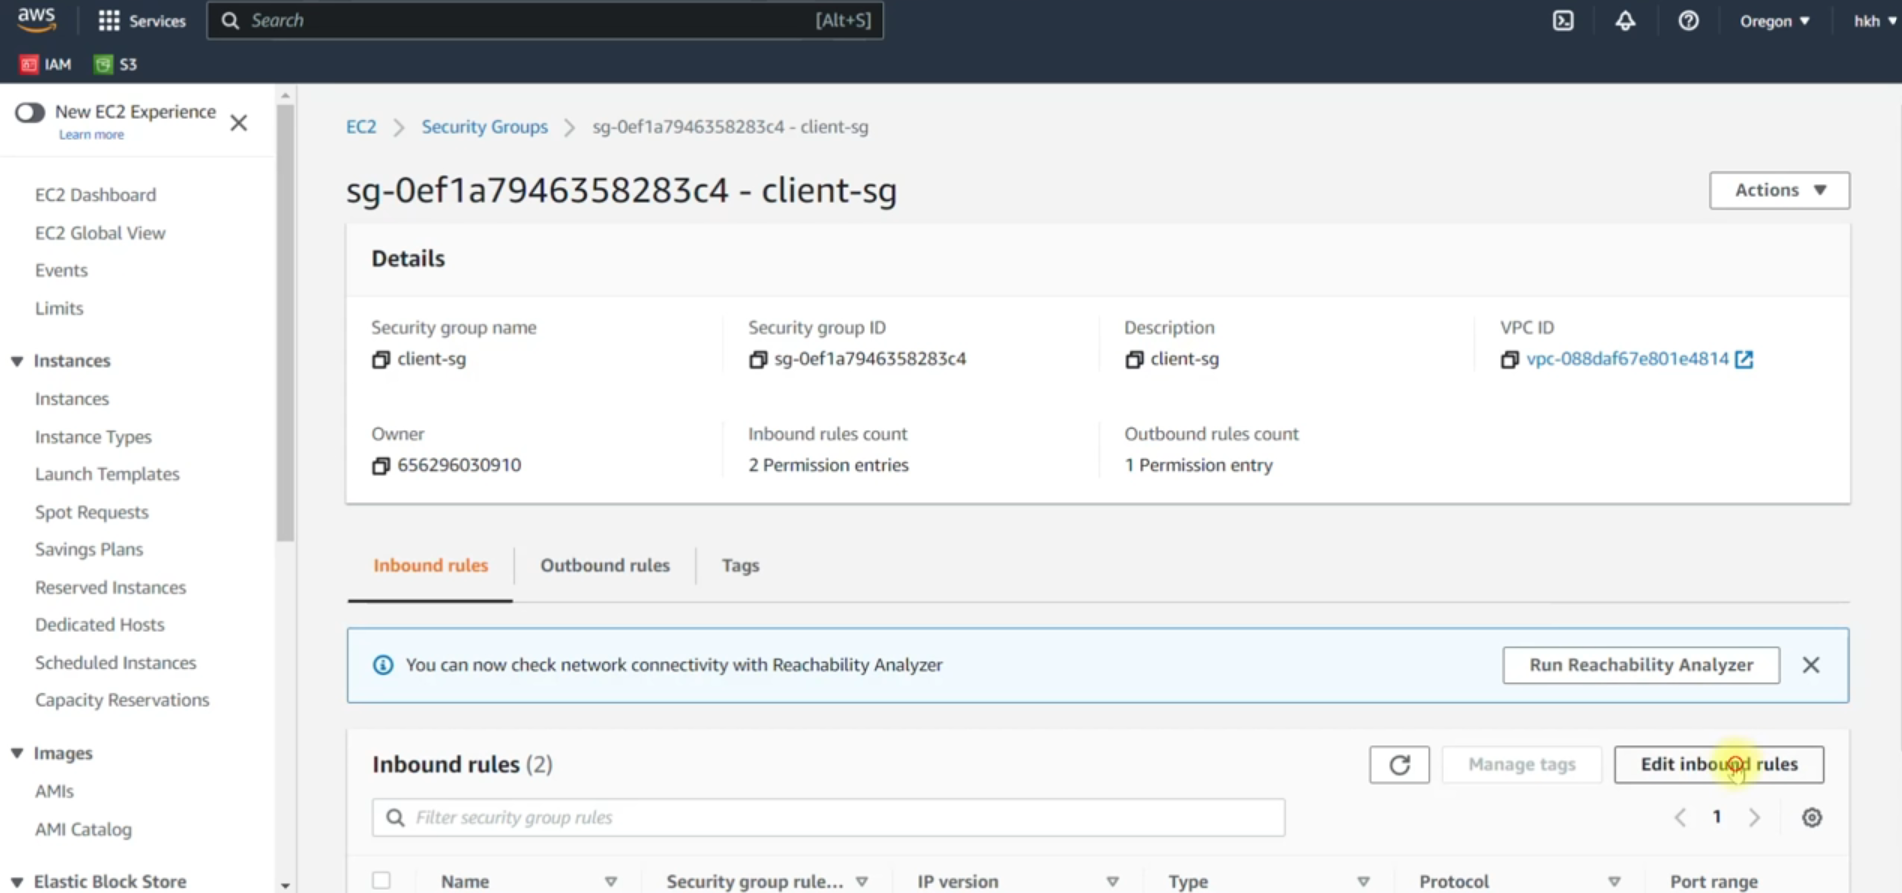 aws Services Search [Alt+S] Oregon hkh
IAM S3
New EC2 Experience
Learn more
EC2 Dashboard
EC2 Global View
Events
Limits
Instances
Instances
Instance Types
Launch Templates
Spot Requests
Savings Plans
Reserved Instances
Dedicated Hosts
Scheduled Instances
Capacity Reservations
Images
AMIs
AMI Catalog
Elastic Block Store
EC2 > Security Groups > sg-0ef1a7946358283c4 - client-sg
sg-0ef1a7946358283c4 - client-sg
Actions
Details
Security group name
client-sg
Security group ID
sg-0ef1a7946358283c4
Description
client-sg
VPC ID
vpc-088daf67e801e4814
Owner
656296030910
Inbound rules count
2 Permission entries
Outbound rules count
1 Permission entry
Inbound rules Outbound rules Tags
You can now check network connectivity with Reachability Analyzer
Run Reachability Analyzer
Inbound rules (2)
Manage tags
Edit inbound rules
Filter security group rules
1
Name Security group rule... IP version Type Protocol Port range